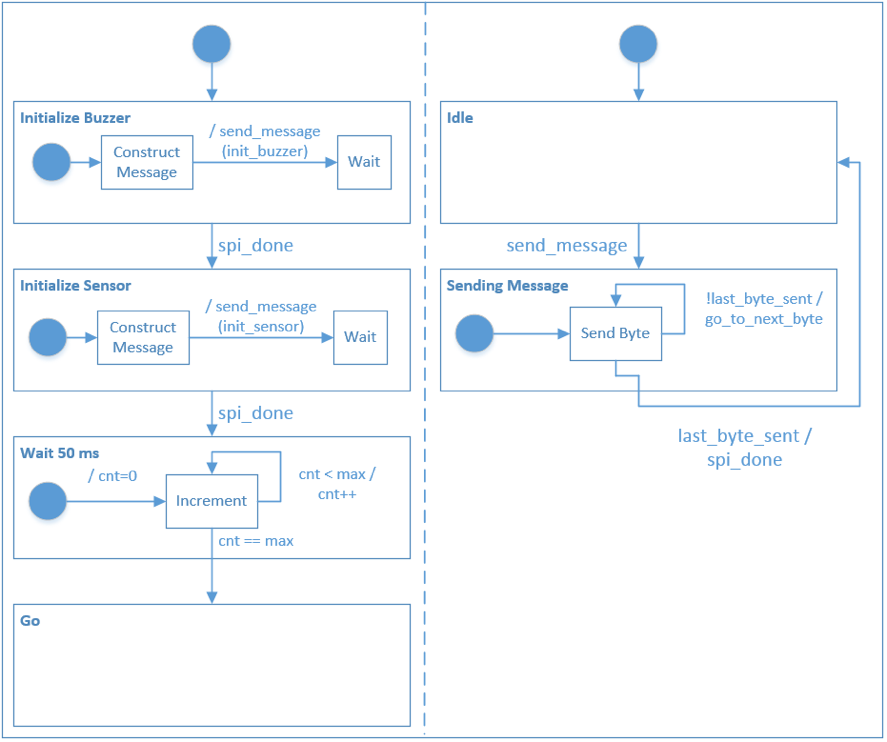 Initialize Buzzer
Construct
Message
/ send_message
(init_buzzer)
Wait
spi_done
Initialize Sensor
Construct
Message
/ send_message
(init_sensor)
Wait
spi_done
Wait 50 ms
/ cnt=0
Increment
cnt < max /
cnt++
cnt == max
Go
Idle
send_message
Sending Message
Send Byte
!last_byte_sent /
go_to_next_byte
last_byte_sent /
spi_done